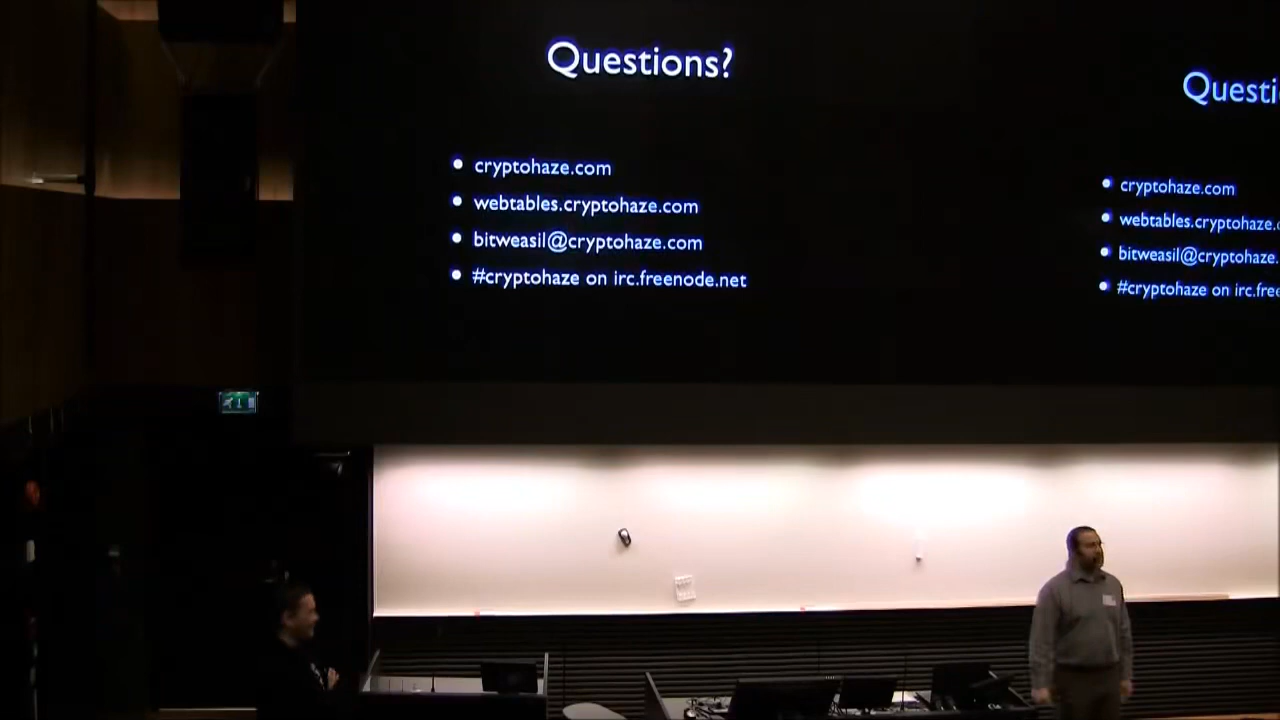 Questions?
cryptohaze.com
webtables.cryptohaze.com
bitweasil@cryptohaze.com
#cryptohaze on irc.freenode.net
Questi
cryptohaze.com
webtables.cryptohaze.
bitweasil@cryptohaze.
#cryptohaze on irc.free